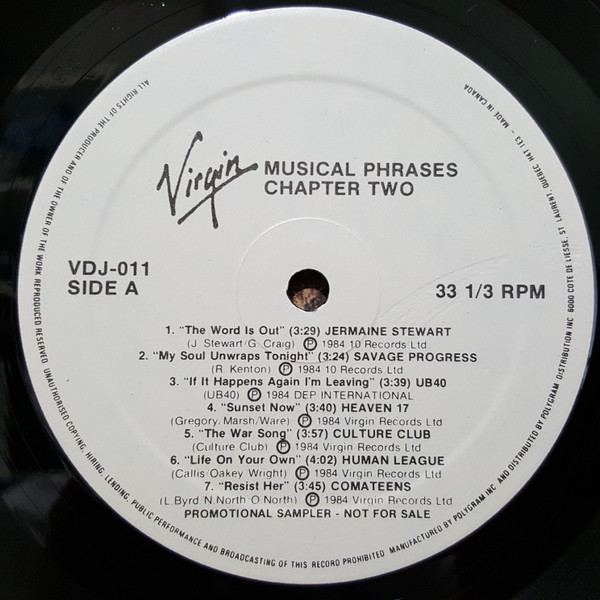 Virgin
MUSICAL PHRASES
CHAPTER TWO
VDJ-011
SIDE A
33 1/3 RPM
1. "The Word Is Out" (3:29) JERMAINE STEWART
(J. Stewart/G. Craig) Ⓟ 1984 10 Records Ltd.
2. "My Soul Unwraps Tonight" (3:24) SAVAGE PROGRESS
(R. Kenton) Ⓟ 1984 10 Records Ltd.
3. "If It Happens Again I'm Leaving" (3:39) UB40
(UB40) Ⓟ 1984 DEP INTERNATIONAL
4. "Sunset Now" (3:40) HEAVEN 17
(Gregory/Marsh/Ware) Ⓟ 1984 Virgin Records Ltd
5. "The War Song" (3:57) CULTURE CLUB
(Culture Club) Ⓟ 1984 Virgin Records Ltd
6. "Life On Your Own" (4:02) HUMAN LEAGUE
(Callis/Oakey/Wright) Ⓟ 1984 Virgin Records Ltd
7. "Resist Her" (3:45) COMATEENS
(L.Byrd/N.North/O.North) Ⓟ 1984 Virgin Records Ltd
PROMOTIONAL SAMPLER - NOT FOR SALE
ALL RIGHTS OF THE PRODUCER AND OF THE OWNER OF THE WORK REPRODUCED RESERVED. UNAUTHORISED COPYING, HIRING, LENDING, PUBLIC PERFORMANCE AND BROADCASTING OF THIS RECORD PROHIBITED. MANUFACTURED BY POLYGRAM INC AND DISTRIBUTED BY POLYGRAM DISTRIBUTION INC 6000 COTE DE LIESSE, ST LAURENT, QUEBEC, H4T 1E3 - MADE IN CANADA